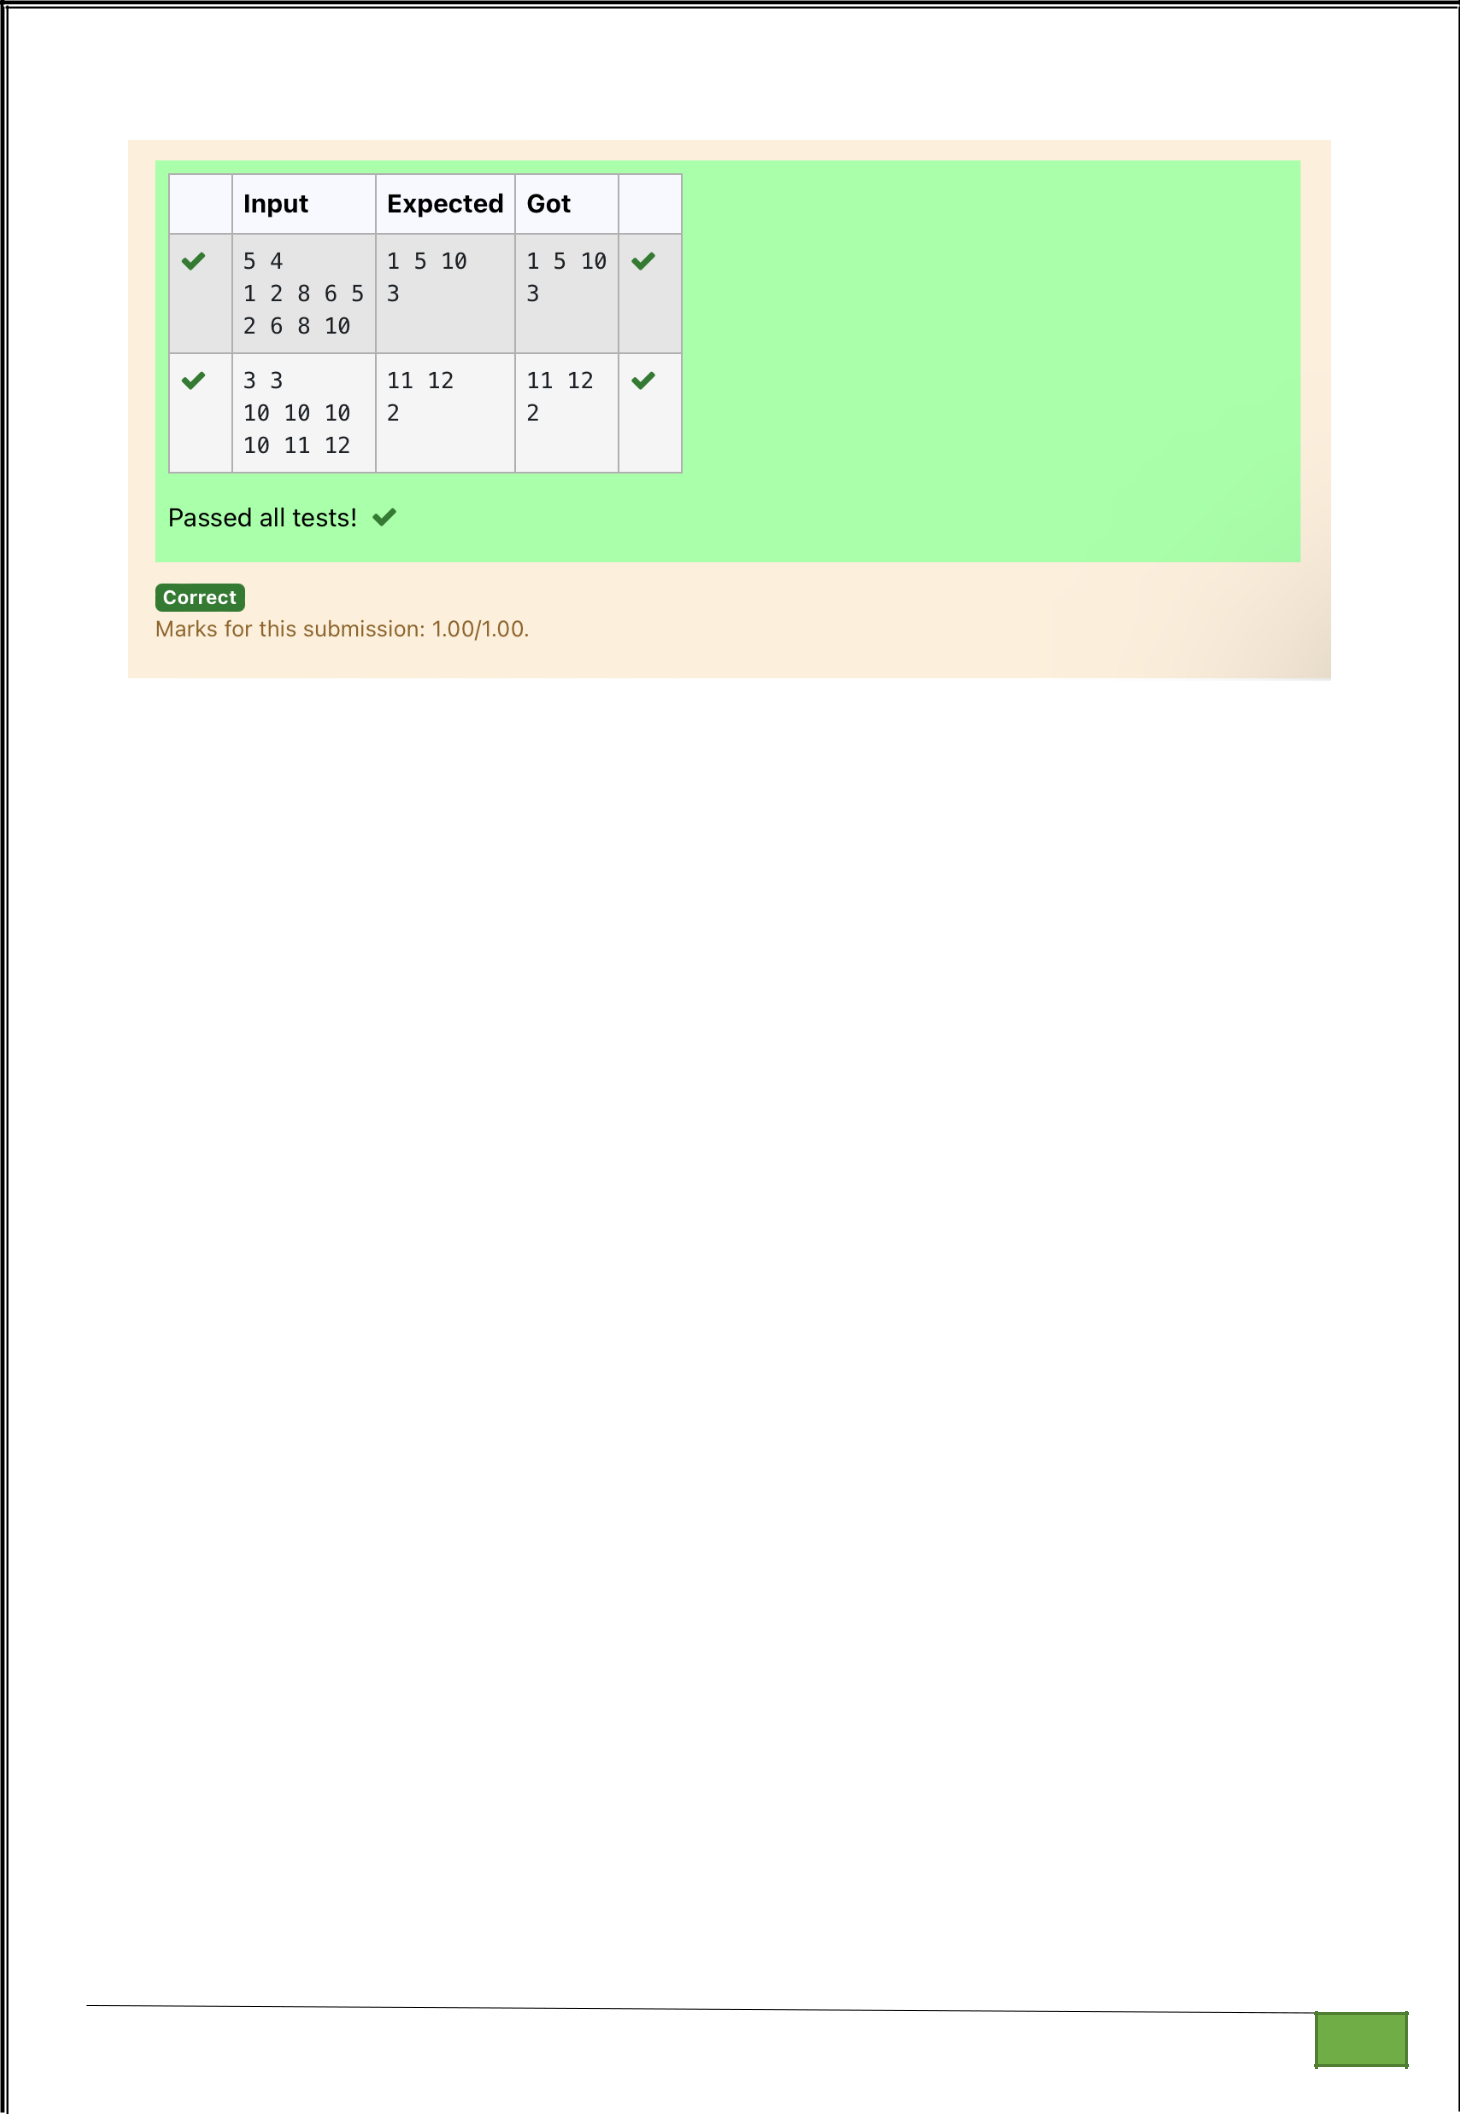 Input Expected Got
5 4 1 5 10 1 5 10
1 2 8 6 5 3 3
2 6 8 10
3 3 11 12 11 12
10 10 10 2 2
10 11 12
Passed all tests!
Correct
Marks for this submission: 1.00/1.00.